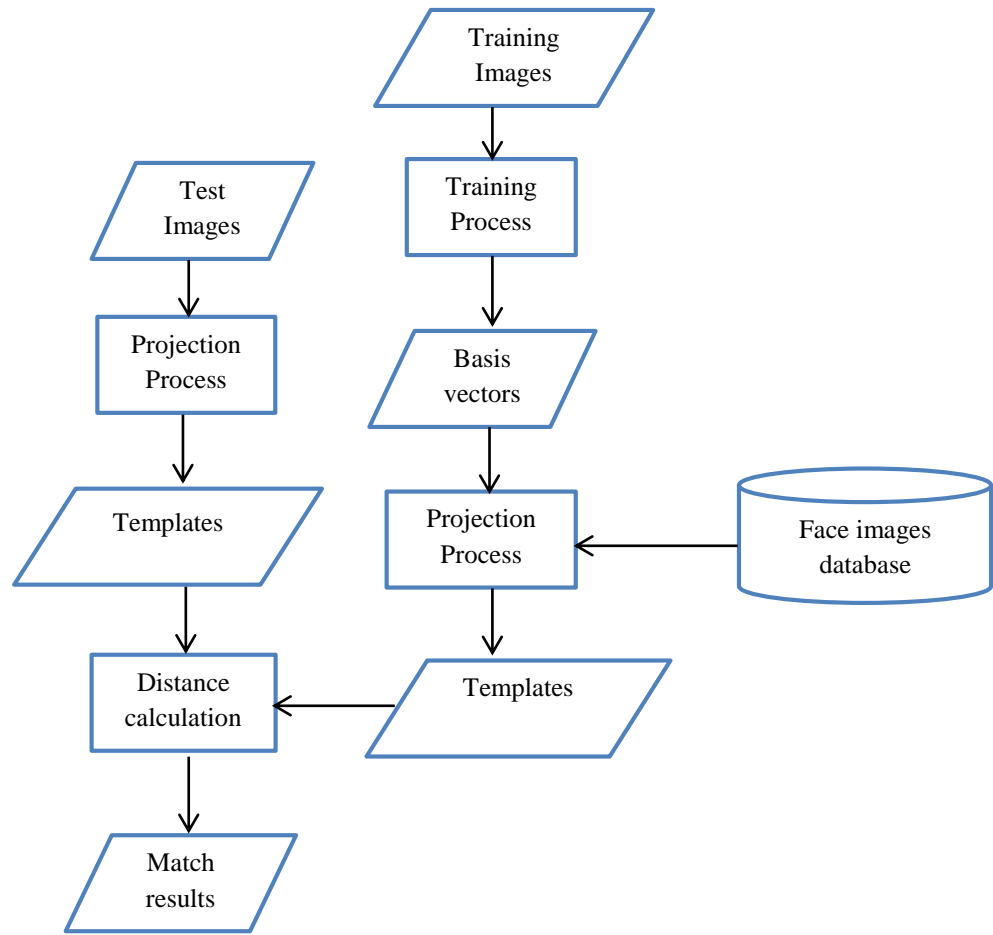 Training
Images
Training
Process
Test
Images
Projection
Process
Basis
vectors
Templates
Projection
Process
Face images
database
Distance
calculation
Templates
Match
results